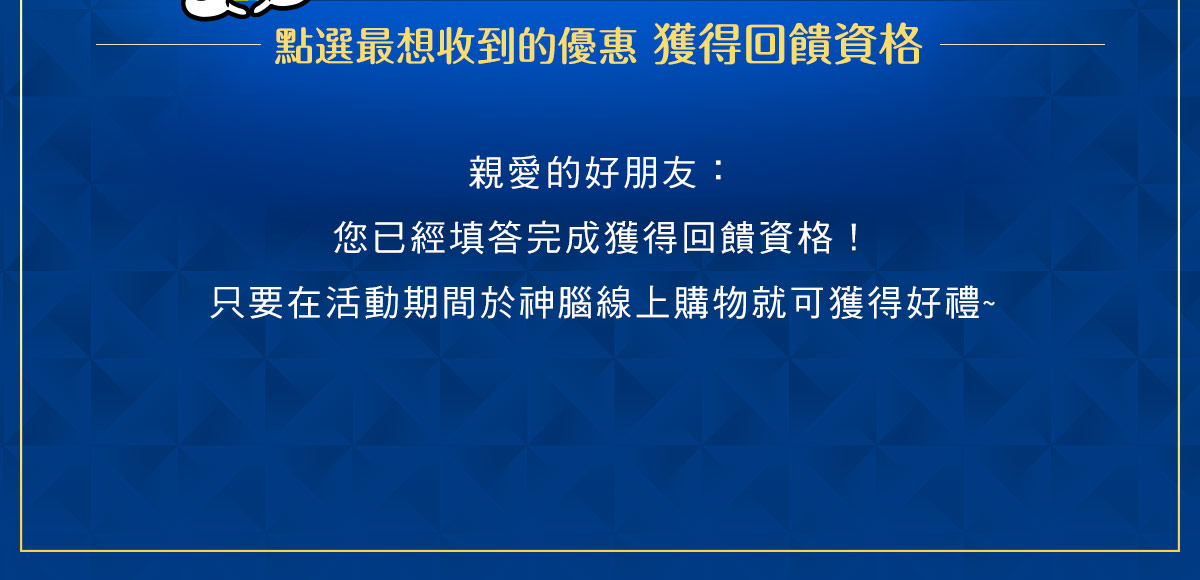 點選最想收到的優惠 獲得回饋資格
親愛的好朋友：
您已經填答完成獲得回饋資格！
只要在活動期間於神腦線上購物就可獲得好禮~